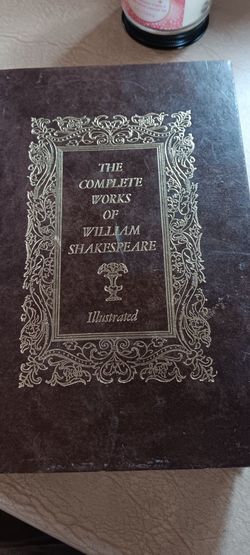 THE
COMPLETE
WORKS
OF
WILLIAM
SHAKESPEARE
Illustrated